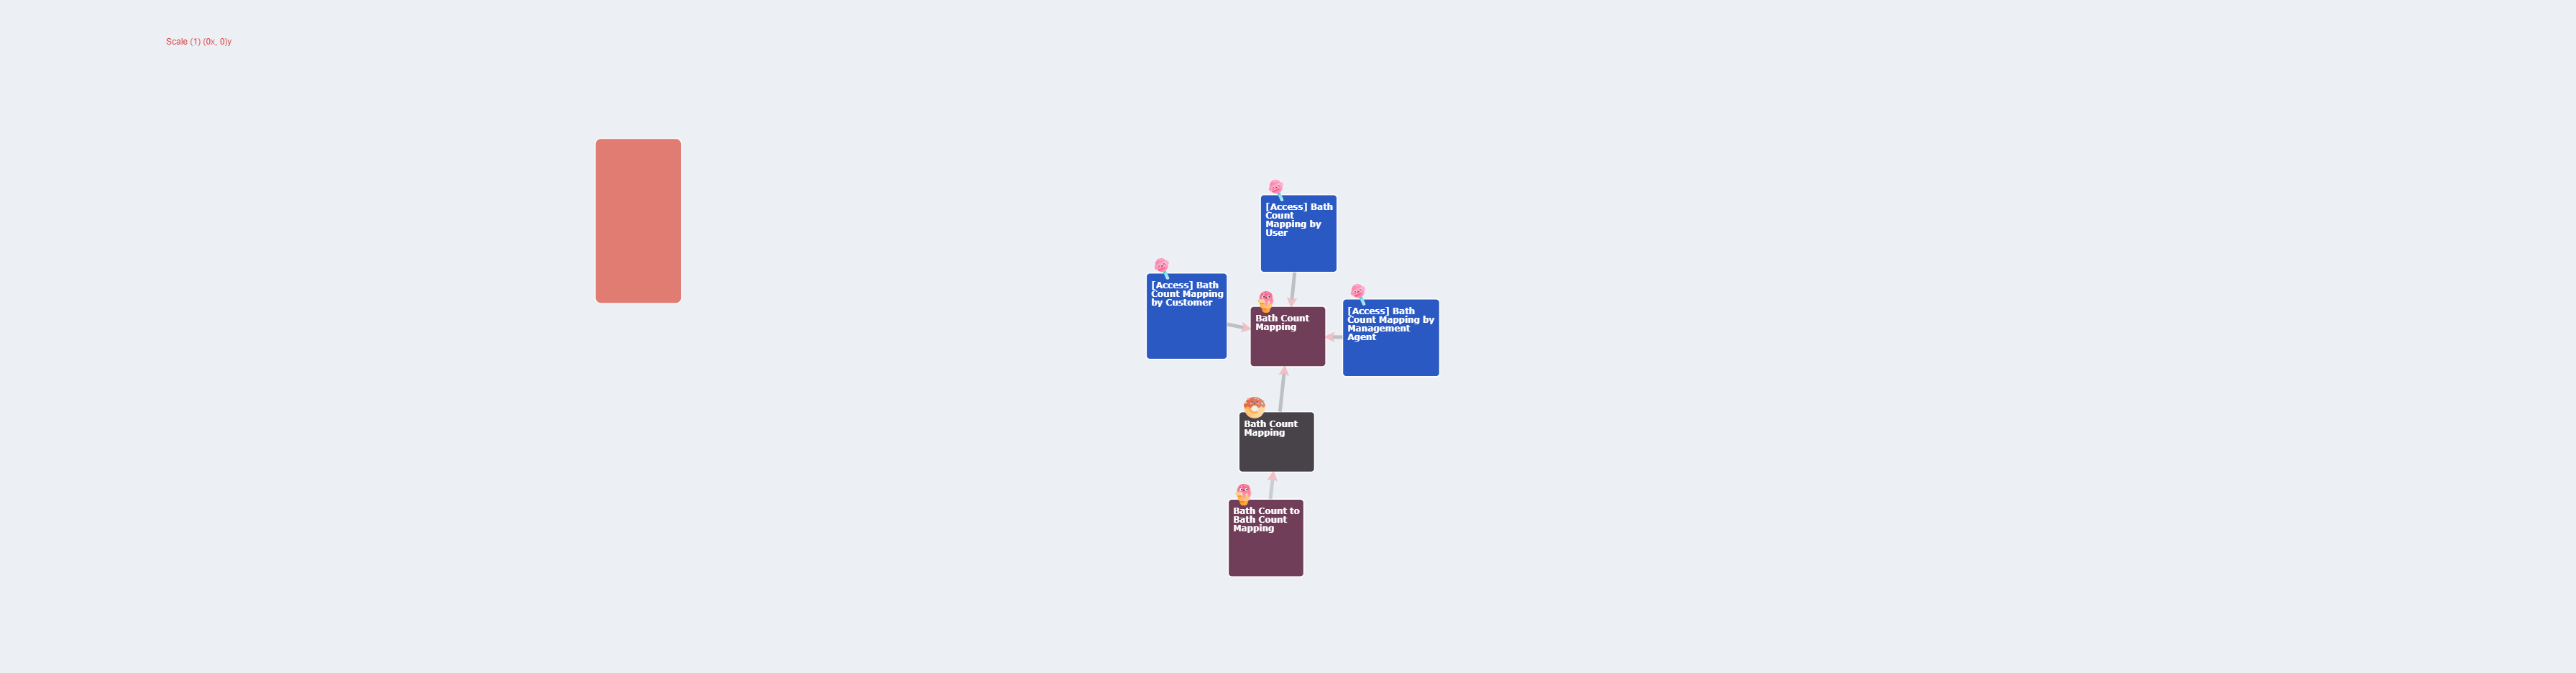 Scale (1) (0x, 0)y
[Access] Bath
Count
Mapping by
User
[Access] Bath
Count Mapping
by Customer
Bath Count
Mapping
[Access] Bath
Count Mapping by
Management
Agent
Bath Count
Mapping
Bath Count to
Bath Count
Mapping